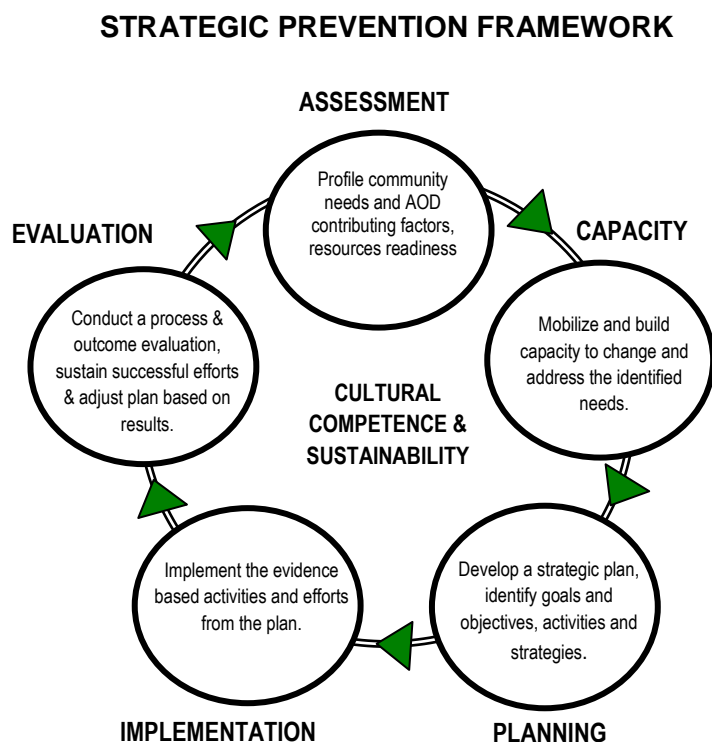 STRATEGIC PREVENTION FRAMEWORK
ASSESSMENT
Profile community
needs and AOD
contributing factors,
resources readiness
CAPACITY
Mobilize and build
capacity to change and
address the identified
needs.
PLANNING
Develop a strategic plan,
identify goals and
objectives, activities and
strategies.
IMPLEMENTATION
Implement the evidence
based activities and efforts
from the plan.
EVALUATION
Conduct a process &
outcome evaluation,
sustain successful efforts
& adjust plan based on
results.
CULTURAL
COMPETENCE &
SUSTAINABILITY